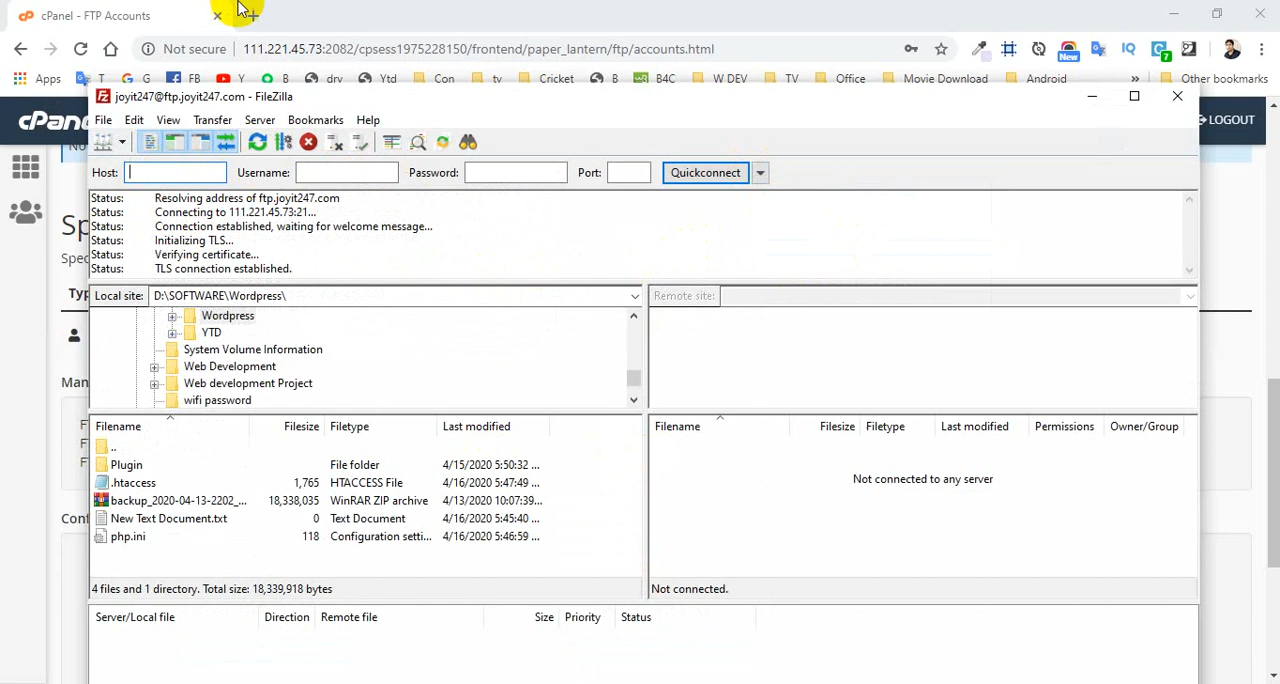 cPanel - FTP Accounts
Not secure 111.221.45.73:2082/cpsess1975228150/frontend/paper_lantern/ftp/accounts.html
New
7
Apps T G FB Y B drv Ytd Con tv Cricket B B4C W DEV TV Office Movie Download Android » Other bookmarks
joyit247@ftp.joyit247.com - FileZilla
LOGOUT
File Edit View Transfer Server Bookmarks Help
Host: Username: Password: Port: Quickconnect
Status: Resolving address of ftp.joyit247.com
Status: Connecting to 111.221.45.73:21...
Status: Connection established, waiting for welcome message...
Status: Initializing TLS...
Status: Verifying certificate...
Status: TLS connection established.
Local site: D:\SOFTWARE\Wordpress\ Remote site:
Wordpress
YTD
System Volume Information
Web Development
Web development Project
wifi password
Filename Filesize Filetype Last modified Filename Filesize Filetype Last modified Permissions Owner/Group
..
Plugin File folder 4/15/2020 5:50:32 ...
.htaccess 1,765 HTACCESS File 4/16/2020 5:47:49 ...
backup_2020-04-13-2202_... 18,338,035 WinRAR ZIP archive 4/13/2020 10:07:39...
New Text Document.txt 0 Text Document 4/16/2020 5:45:40 ...
php.ini 118 Configuration setti... 4/16/2020 5:46:59 ...
Not connected to any server
4 files and 1 directory. Total size: 18,339,918 bytes Not connected.
Server/Local file Direction Remote file Size Priority Status